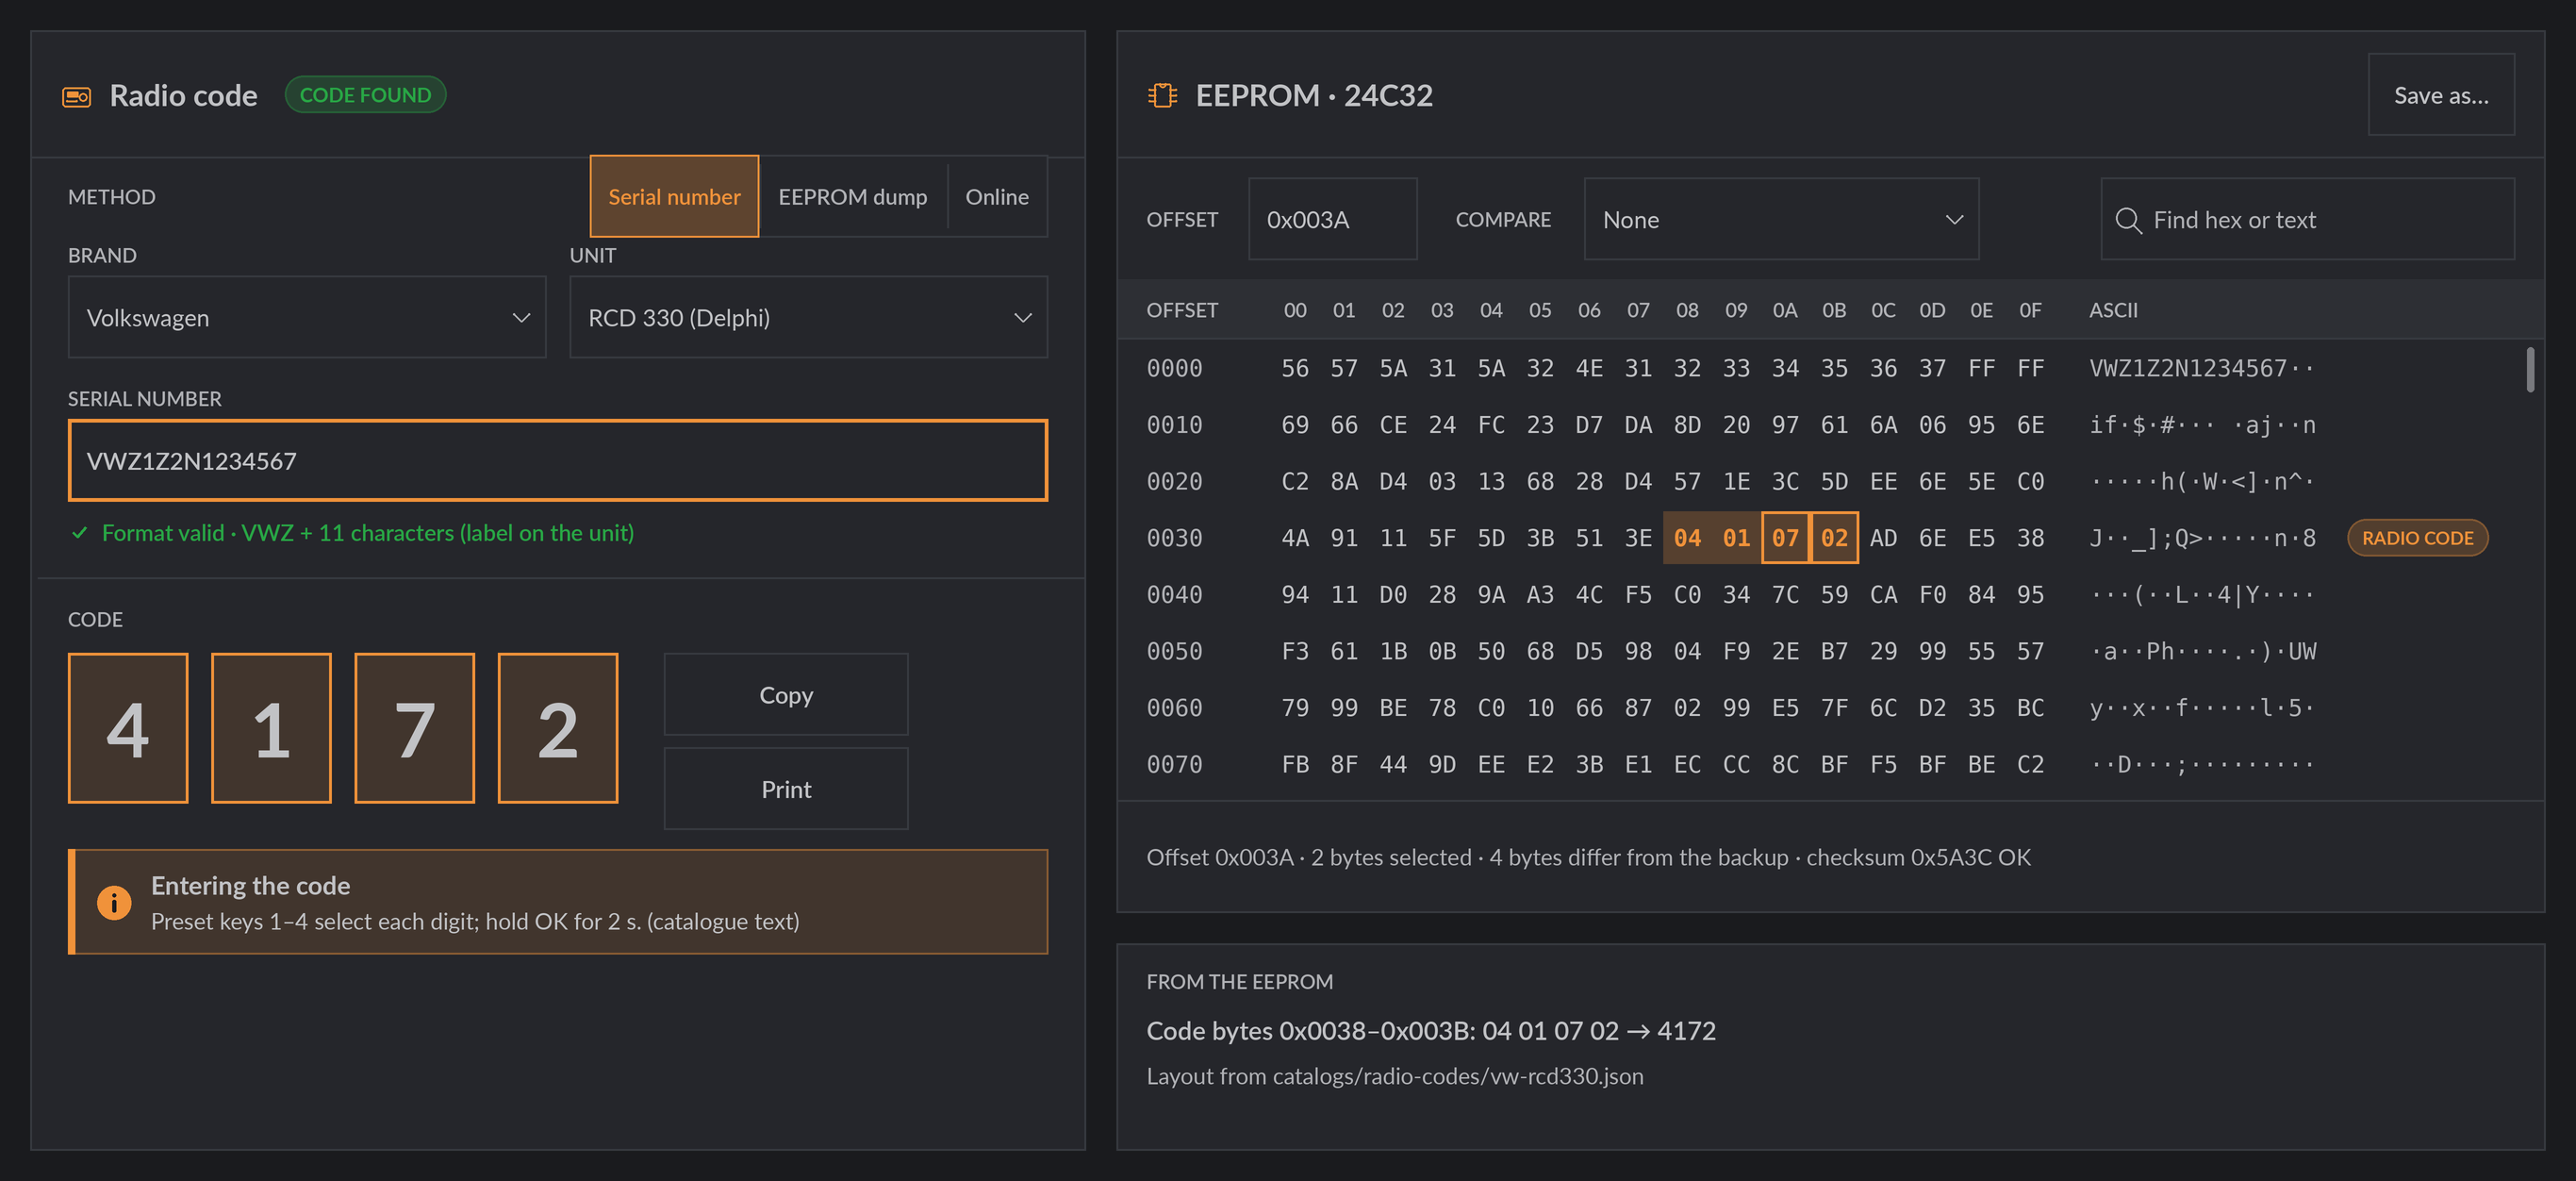 Radio code CODE FOUND
METHOD Serial number EEPROM dump Online
BRAND UNIT
Volkswagen RCD 330 (Delphi)
SERIAL NUMBER
VWZ1Z2N1234567
Format valid · VWZ + 11 characters (label on the unit)
CODE
4 1 7 2
Copy
Print
Entering the code
Preset keys 1–4 select each digit; hold OK for 2 s. (catalogue text)
EEPROM · 24C32 Save as...
OFFSET 0x003A COMPARE None Find hex or text
OFFSET 00 01 02 03 04 05 06 07 08 09 0A 0B 0C 0D 0E 0F ASCII
0000 56 57 5A 31 5A 32 4E 31 32 33 34 35 36 37 FF FF VWZ1Z2N1234567··
0010 69 66 CE 24 FC 23 D7 DA 8D 20 97 61 6A 06 95 6E if·$·#··· ·aj··n
0020 C2 8A D4 03 13 68 28 D4 57 1E 3C 5D EE 6E 5E C0 ·····h(·W·<]·n^·
0030 4A 91 11 5F 5D 3B 51 3E 04 01 07 02 AD 6E E5 38 J··_];Q>·····n·8 RADIO CODE
0040 94 11 D0 28 9A A3 4C F5 C0 34 7C 59 CA F0 84 95 ···(··L··4|Y····
0050 F3 61 1B 0B 50 68 D5 98 04 F9 2E B7 29 99 55 57 ·a··Ph····.·)·UW
0060 79 99 BE 78 C0 10 66 87 02 99 E5 7F 6C D2 35 BC y··x··f·····l·5·
0070 FB 8F 44 9D EE E2 3B E1 EC CC 8C BF F5 BF BE C2 ··D···;·········
Offset 0x003A · 2 bytes selected · 4 bytes differ from the backup · checksum 0x5A3C OK
FROM THE EEPROM
Code bytes 0x0038–0x003B: 04 01 07 02 → 4172
Layout from catalogs/radio-codes/vw-rcd330.json